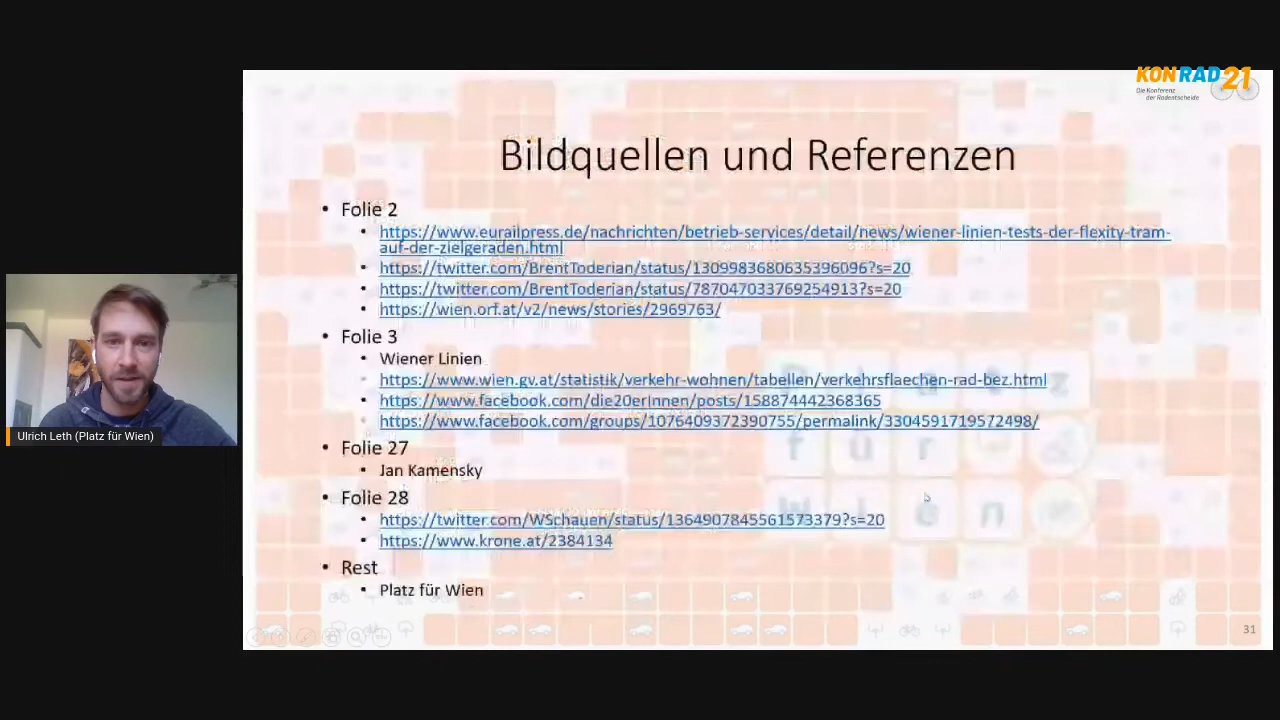 KONRAD21
Die Konferenz
der Radentscheide
Bildquellen und Referenzen
• Folie 2
• https://www.eurailpress.de/nachrichten/betrieb-services/detail/news/wiener-linien-tests-der-flexity-tram-
auf-der-zielgeraden.html
• https://twitter.com/BrentToderian/status/1309983680635396096?s=20
• https://twitter.com/BrentToderian/status/787047033769254913?s=20
• https://wien.orf.at/v2/news/stories/2969763/
• Folie 3
• Wiener Linien
• https://www.wien.gv.at/statistik/verkehr-wohnen/tabellen/verkehrsflaechen-rad-bez.html
• https://www.facebook.com/die20erInnen/posts/158874442368365
• https://www.facebook.com/groups/1076409372390755/permalink/3304591719572498/
• Folie 27
• Jan Kamensky
• Folie 28
• https://twitter.com/WSchauen/status/1364907845561573379?s=20
• https://www.krone.at/2384134
• Rest
• Platz für Wien
Platz
für
Wien
31
Ulrich Leth (Platz für Wien)